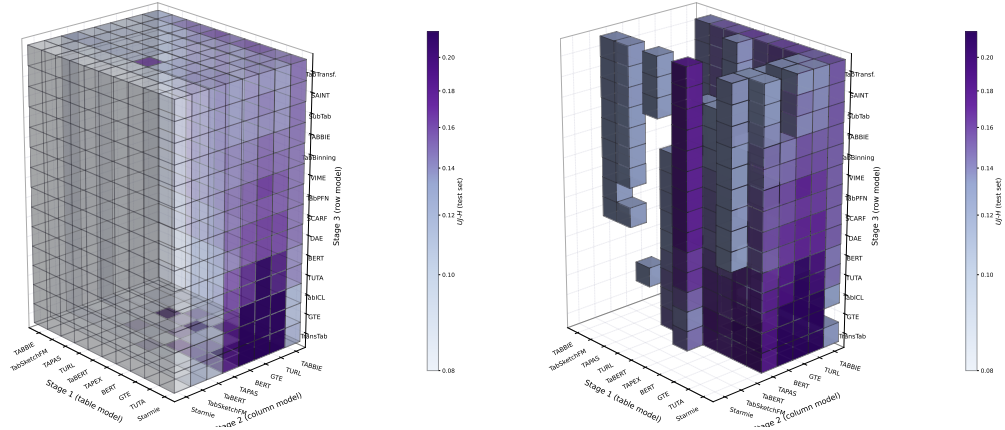 TabTransf.
SAINT
SubTab
TABBIE
TabBinning
VIME
TabPFN
SCARF
DAE
BERT
TUTA
TabICL
GTE
TransTab
Stage 3 (row model)
TABBIE
TabSketchFM
TAPAS
TURL
TaBERT
TAPEX
BERT
GTE
TUTA
Starmie
Stage 1 (table model)
Starmie
TabSketchFM
TaBERT
TAPAS
BERT
GTE
TURL
TABBIE
Stage 2 (column model)
0.20
0.18
0.16
0.14
0.12
0.10
0.08
(test set)
TabTransf.
SAINT
SubTab
TABBIE
TabBinning
VIME
TabPFN
SCARF
DAE
BERT
TUTA
TabICL
GTE
TransTab
Stage 3 (row model)
TABBIE
TabSketchFM
TAPAS
TURL
TaBERT
TAPEX
BERT
GTE
TUTA
Starmie
Stage 1 (table model)
Starmie
TabSketchFM
TaBERT
TAPAS
BERT
GTE
TURL
TABBIE
Stage 2 (column model)
0.20
0.18
0.16
0.14
0.12
0.10
0.08
(test set)